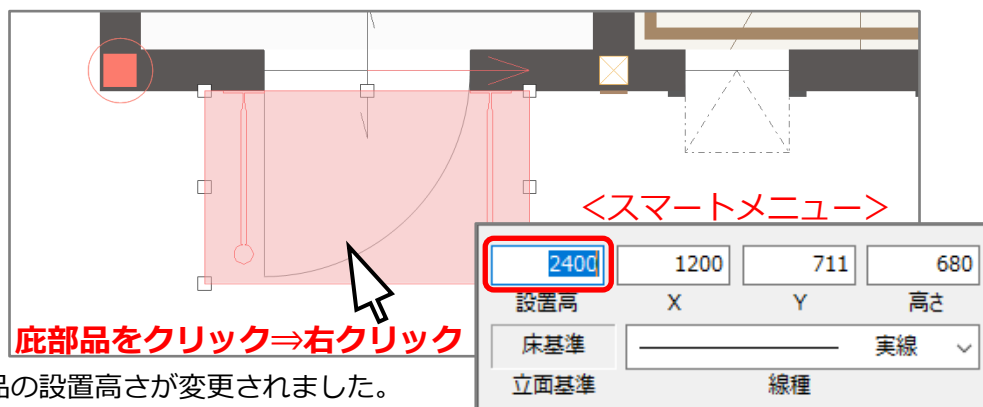 <スマートメニュー>
2400 1200 711 680
設置高 X Y 高さ
床基準 実線
立面基準 線種
庇部品をクリック⇒右クリック
品の設置高さが変更されました。